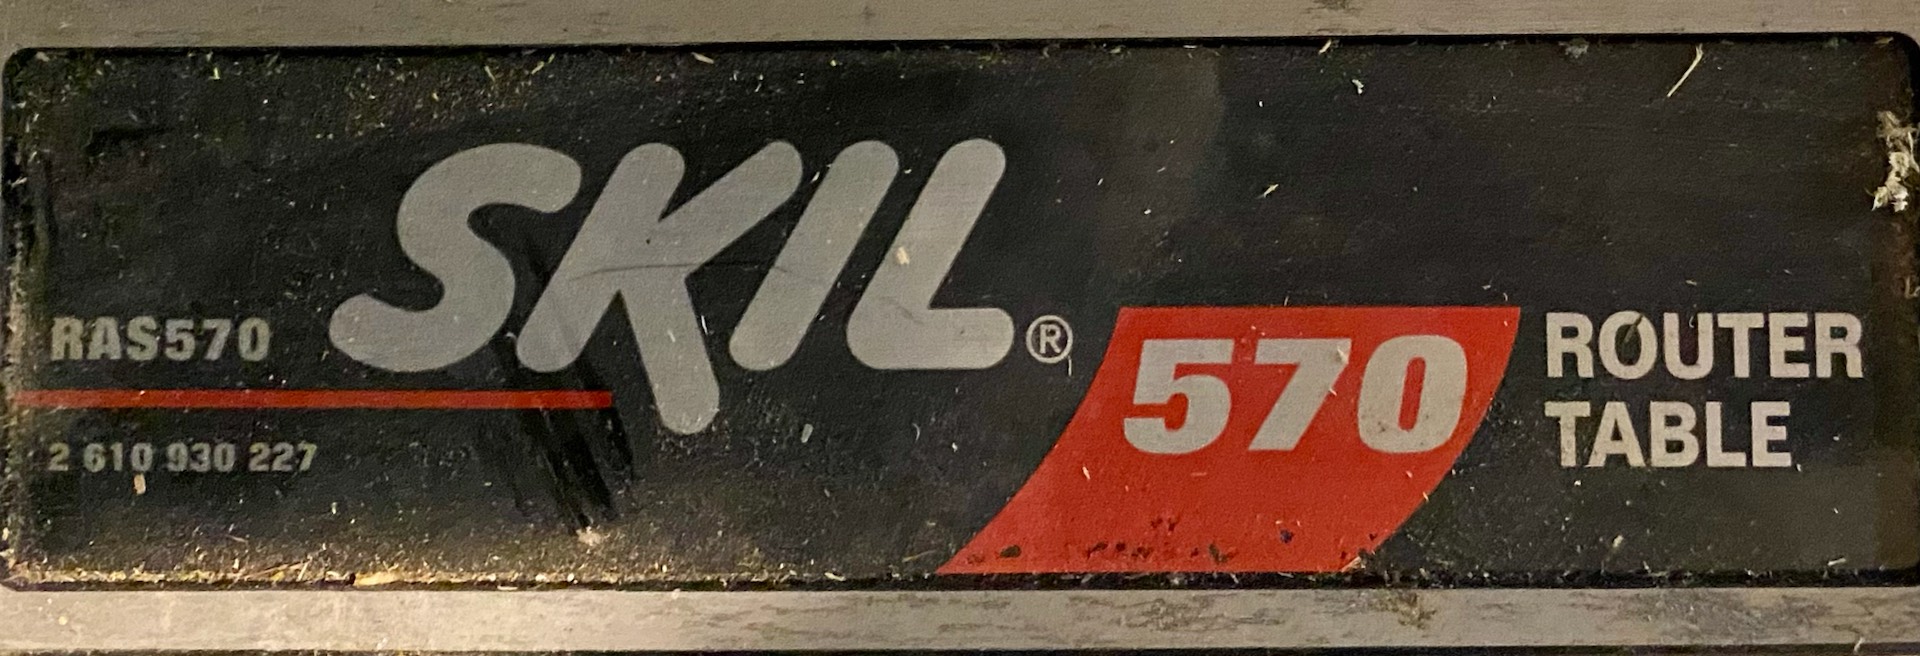 SKIL®
RAS570
2 610 930 227
570
ROUTER
TABLE